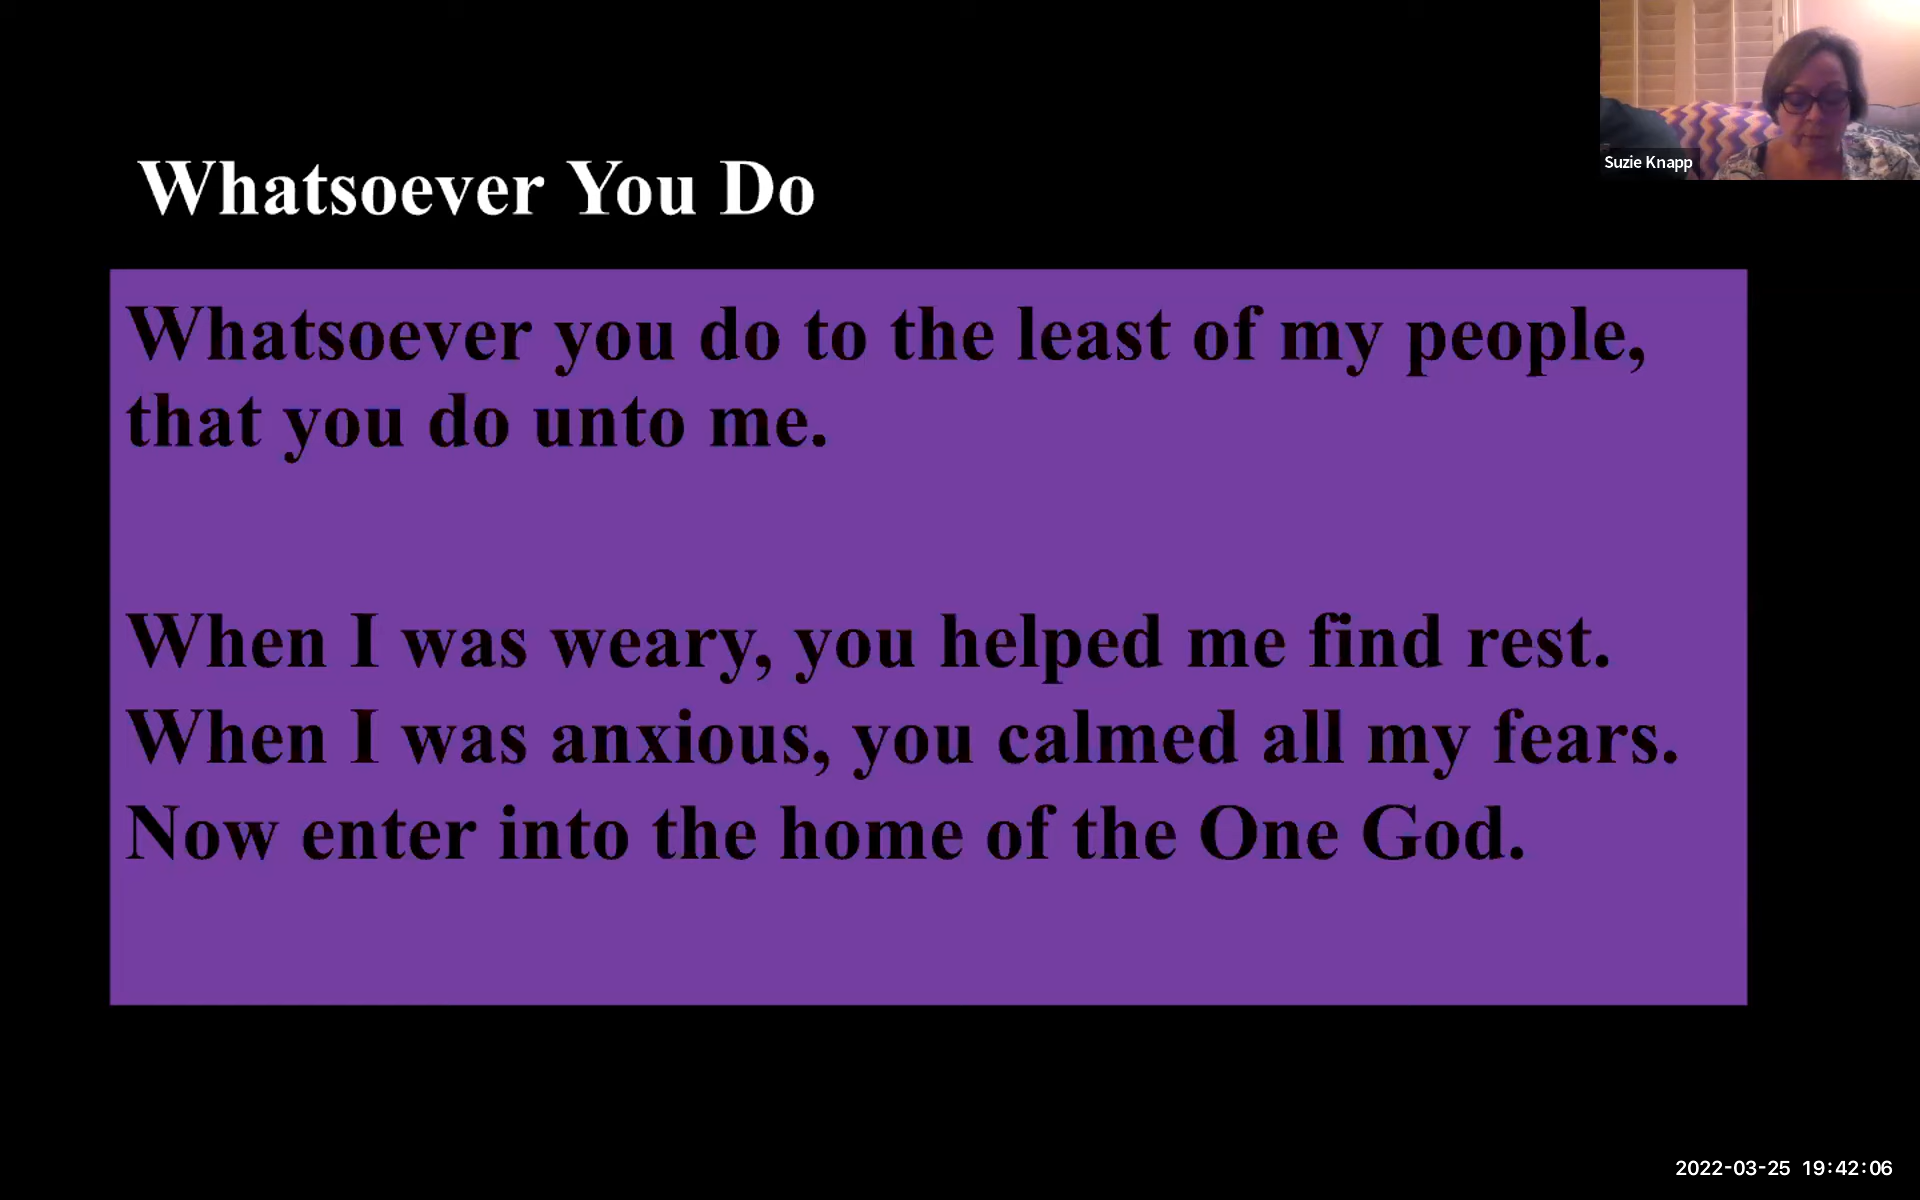 Suzie Knapp
Whatsoever You Do
Whatsoever you do to the least of my people,
that you do unto me.
When I was weary, you helped me find rest.
When I was anxious, you calmed all my fears.
Now enter into the home of the One God.
2022-03-25 19:42:06